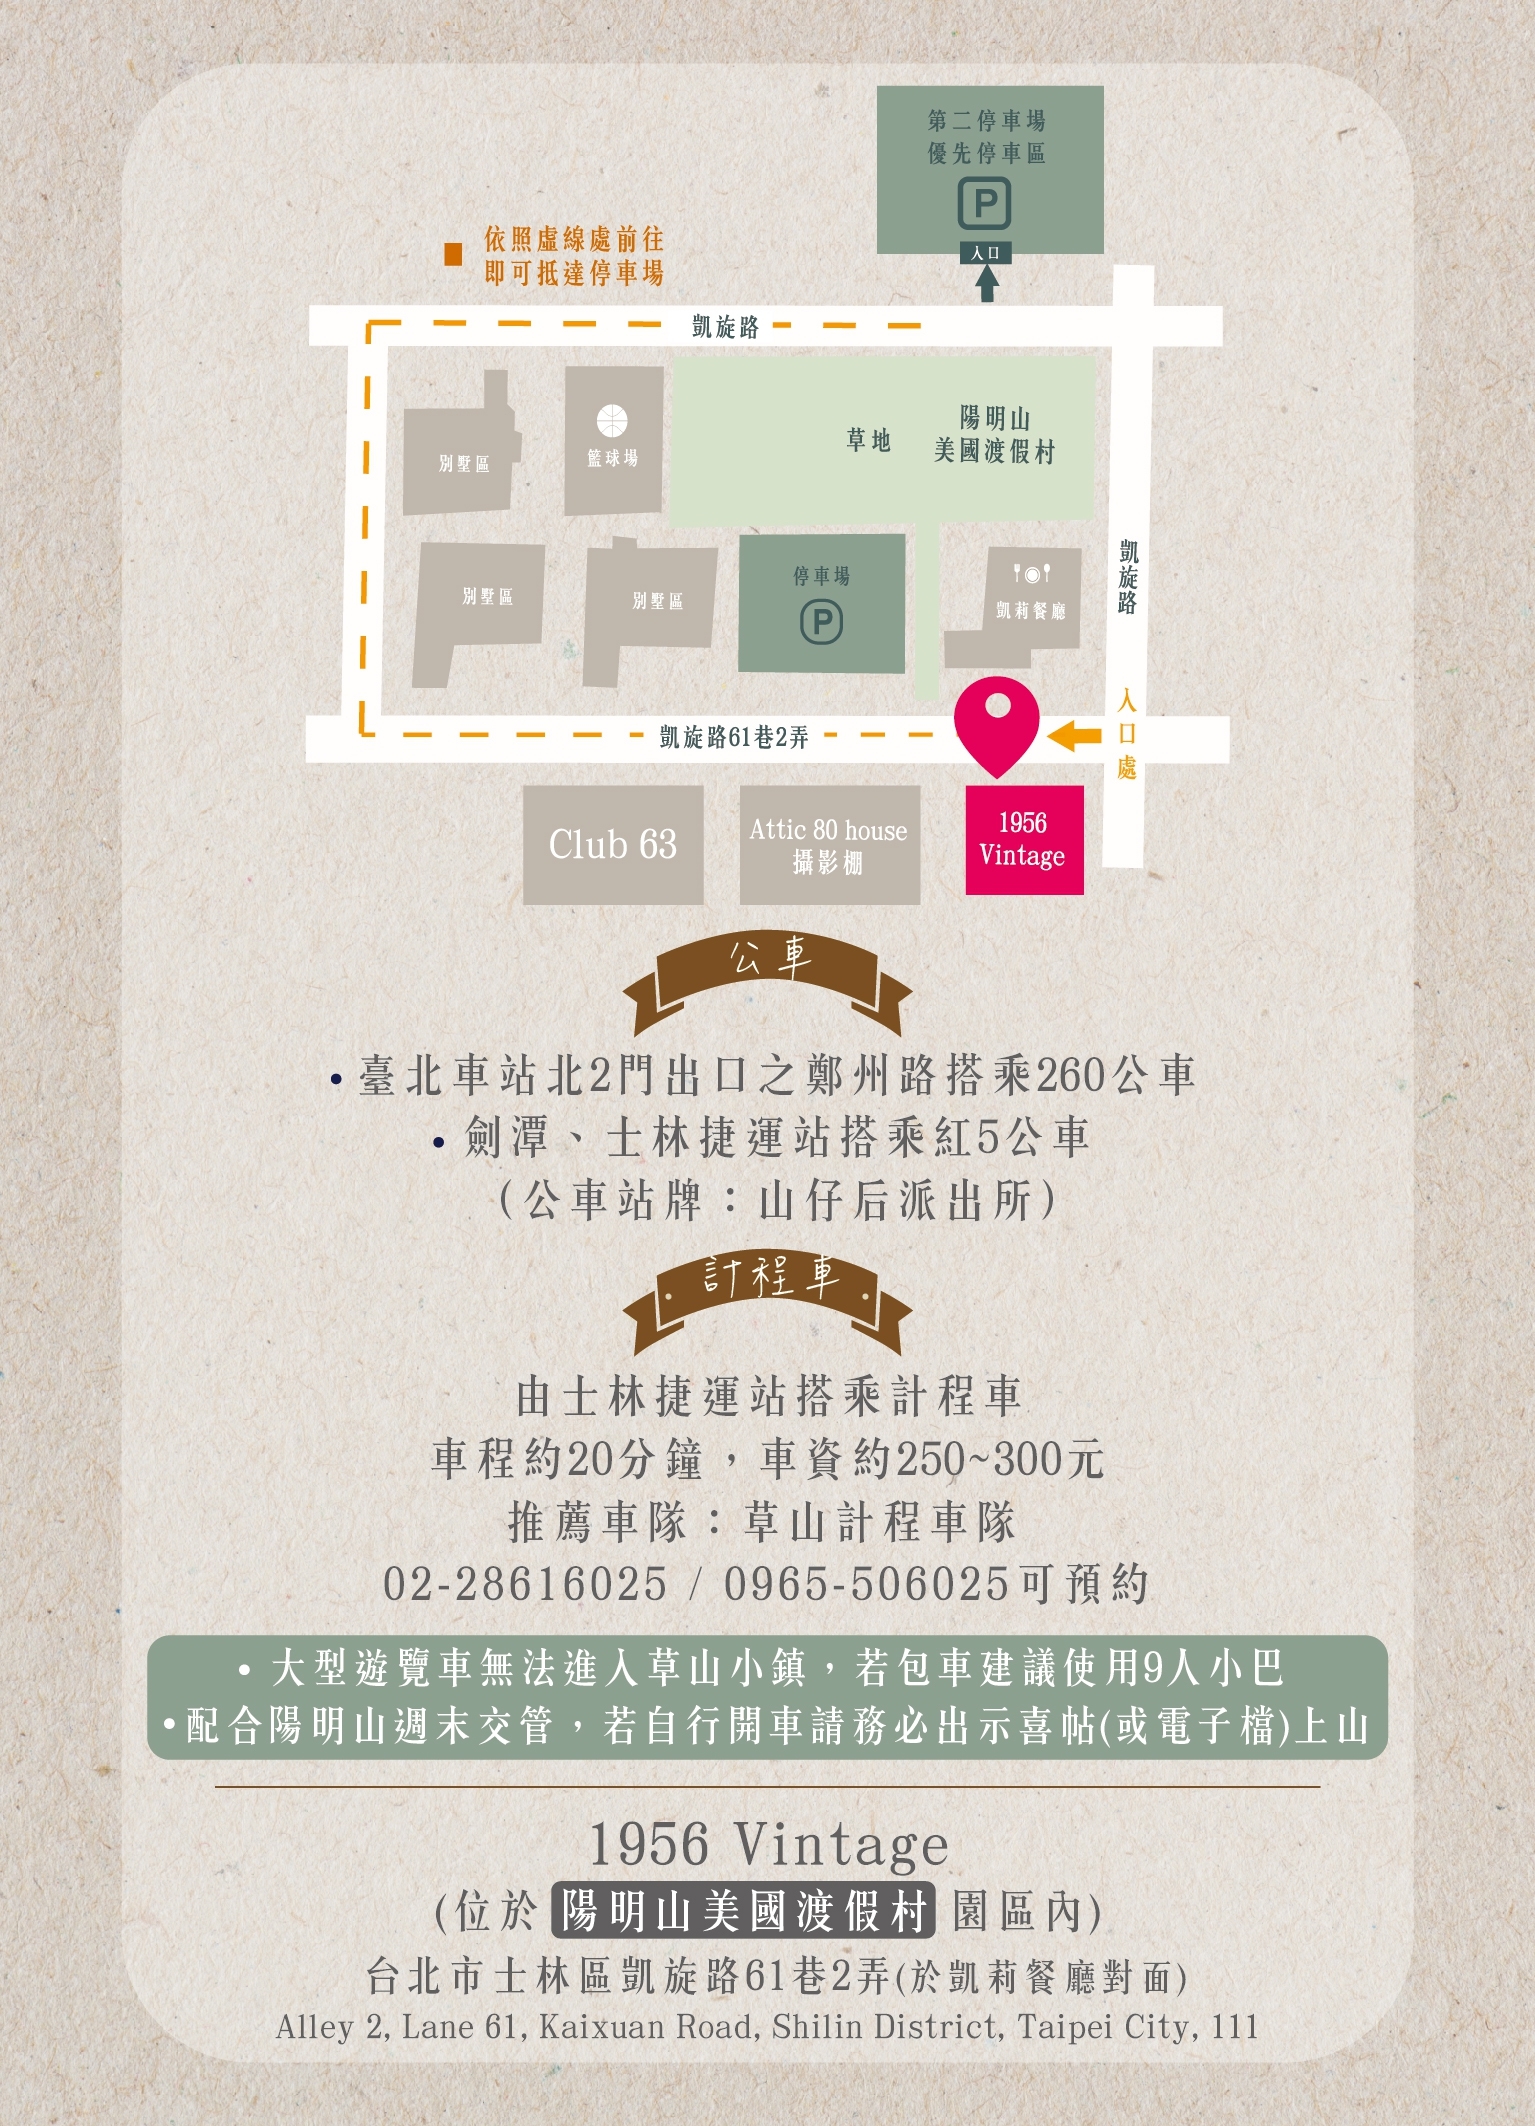 第二停車場
優先停車區
P
入口
依照虛線處前往
即可抵達停車場
凱旋路
別墅區
籃球場
草地
陽明山
美國渡假村
別墅區
別墅區
停車場
P
凱莉餐廳
凱旋路
入口處
凱旋路61巷2弄
Club 63
Attic 80 house
攝影棚
1956
Vintage
公車
• 臺北車站北2門出口之鄭州路搭乘260公車
• 劍潭、士林捷運站搭乘紅5公車
(公車站牌：山仔后派出所)
計程車
由士林捷運站搭乘計程車
車程約20分鐘，車資約250~300元
推薦車隊：草山計程車隊
02-28616025 / 0965-506025可預約
• 大型遊覽車無法進入草山小鎮，若包車建議使用9人小巴
• 配合陽明山週末交管，若自行開車請務必出示喜帖(或電子檔)上山
1956 Vintage
(位於 陽明山美國渡假村 園區內)
台北市士林區凱旋路61巷2弄(於凱莉餐廳對面)
Alley 2, Lane 61, Kaixuan Road, Shilin District, Taipei City, 111